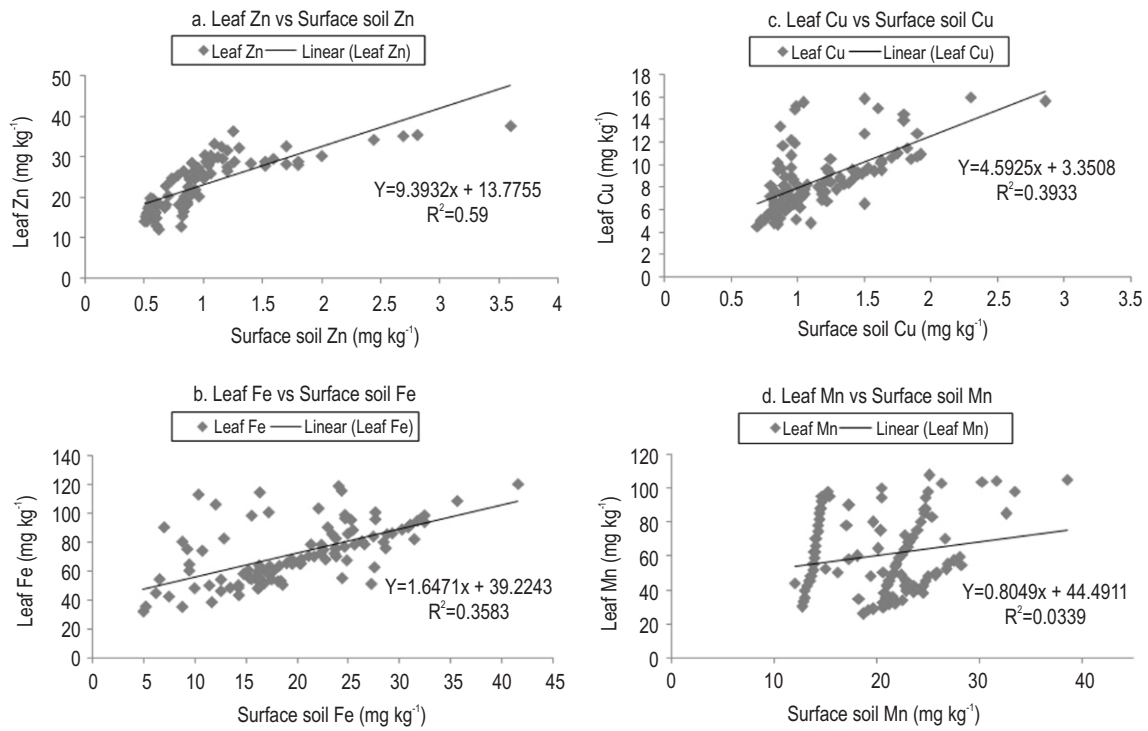 a. Leaf Zn vs Surface soil Zn
Leaf Zn Linear (Leaf Zn)
Leaf Zn (mg kg⁻¹)
50
40
30
20
10
0
Y=9.3932x + 13.7755
R²=0.59
0 0.5 1 1.5 2 2.5 3 3.5 4
Surface soil Zn (mg kg⁻¹)
c. Leaf Cu vs Surface soil Cu
Leaf Cu Linear (Leaf Cu)
Leaf Cu (mg kg⁻¹)
18
16
14
12
10
8
6
4
2
0
Y=4.5925x + 3.3508
R²=0.3933
0 0.5 1 1.5 2 2.5 3 3.5
Surface soil Cu (mg kg⁻¹)
b. Leaf Fe vs Surface soil Fe
Leaf Fe Linear (Leaf Fe)
Leaf Fe (mg kg⁻¹)
140
120
100
80
60
40
20
0
Y=1.6471x + 39.2243
R²=0.3583
0 5 10 15 20 25 30 35 40 45
Surface soil Fe (mg kg⁻¹)
d. Leaf Mn vs Surface soil Mn
Leaf Mn Linear (Leaf Mn)
Leaf Mn (mg kg⁻¹)
120
100
80
60
40
20
0
Y=0.8049x + 44.4911
R²=0.0339
0 10 20 30 40
Surface soil Mn (mg kg⁻¹)